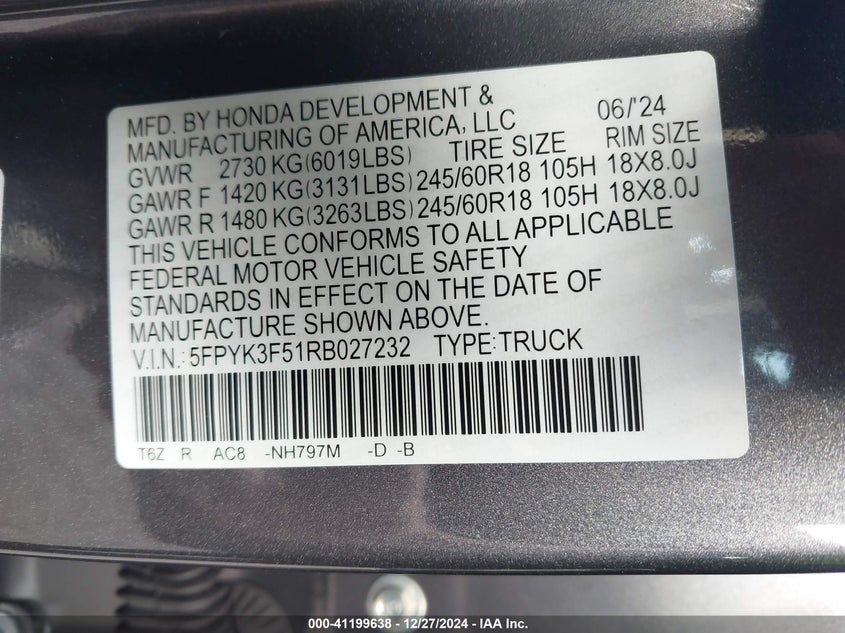 MFD. BY HONDA DEVELOPMENT & 06/'24
MANUFACTURING OF AMERICA, LLC
GVWR 2730 KG(6019LBS) TIRE SIZE RIM SIZE
GAWR F 1420 KG(3131LBS) 245/60R18 105H 18X8.0J
GAWR R 1480 KG(3263LBS) 245/60R18 105H 18X8.0J
THIS VEHICLE CONFORMS TO ALL APPLICABLE
FEDERAL MOTOR VEHICLE SAFETY
STANDARDS IN EFFECT ON THE DATE OF
MANUFACTURE SHOWN ABOVE.
V.I.N.: 5FPYK3F51RB027232 TYPE:TRUCK
T6Z R AC8 -NH797M -D -B
000-41199638 - 12/27/2024 - IAA Inc.